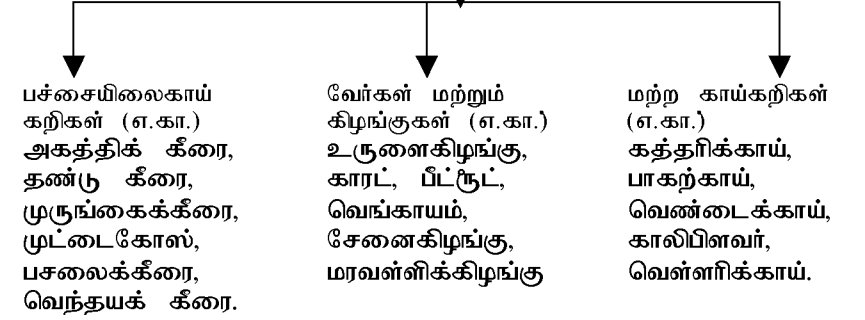 பச்சையிலைகாய்
கறிகள் (எ.கா.)
அகத்திக் கீரை,
தண்டு கீரை,
முருங்கைக்கீரை,
முட்டைகோஸ்,
பசலைக்கீரை,
வெந்தயக் கீரை.
வேர்கள் மற்றும்
கிழங்குகள் (எ.கா.)
உருளைகிழங்கு,
காரட், பீட்ரூட்,
வெங்காயம்,
சேனைகிழங்கு,
மரவள்ளிக்கிழங்கு
மற்ற காய்கறிகள்
(எ.கா.)
கத்தரிக்காய்,
பாகற்காய்,
வெண்டைக்காய்,
காலிபிளவர்,
வெள்ளரிக்காய்.